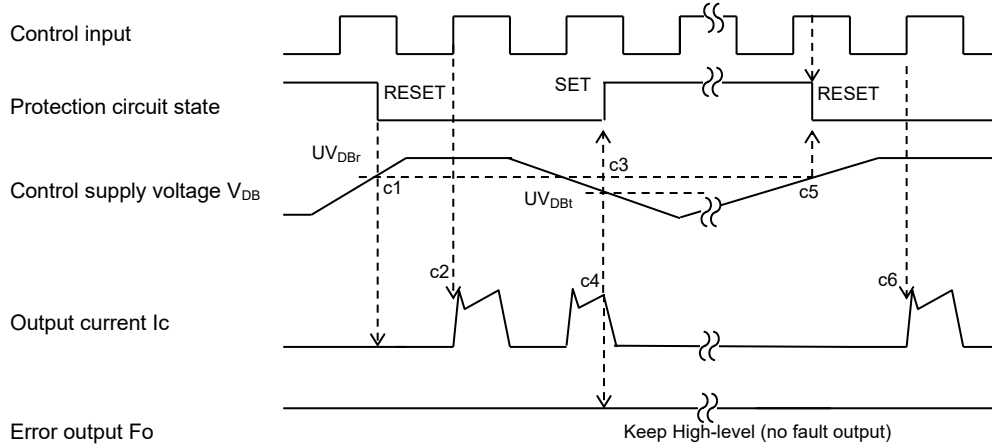 Control input
Protection circuit state
RESET
SET
RESET
UVDBr
c1
c3
c5
Control supply voltage VDB
UVDBt
c2
c4
c6
Output current Ic
Error output Fo
Keep High-level (no fault output)